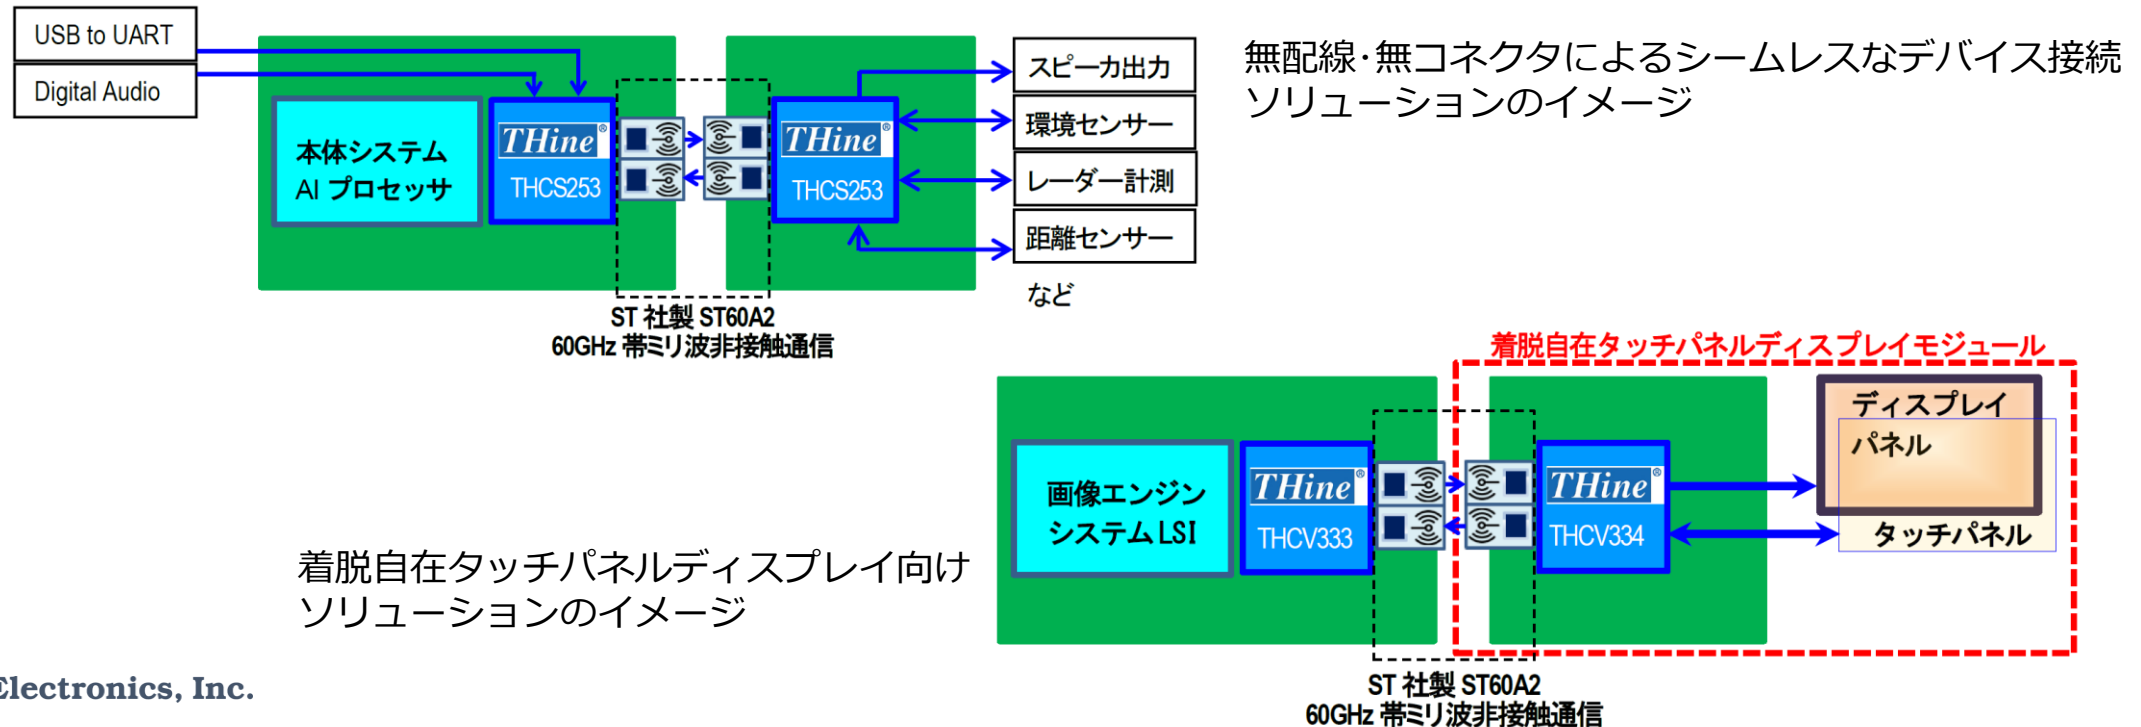 USB to UART
Digital Audio
本体システム
AI プロセッサ
THine®
THCS253
THine®
THCS253
スピーカ出力
環境センサー
レーダー計測
距離センサー
など
ST 社製 ST60A2
60GHz 帯ミリ波非接触通信
無配線・無コネクタによるシームレスなデバイス接続
ソリューションのイメージ
着脱自在タッチパネルディスプレイモジュール
画像エンジン
システム LSI
THine®
THCV333
THine®
THCV334
ディスプレイ
パネル
タッチパネル
ST 社製 ST60A2
60GHz 帯ミリ波非接触通信
着脱自在タッチパネルディスプレイ向け
ソリューションのイメージ
Electronics, Inc.